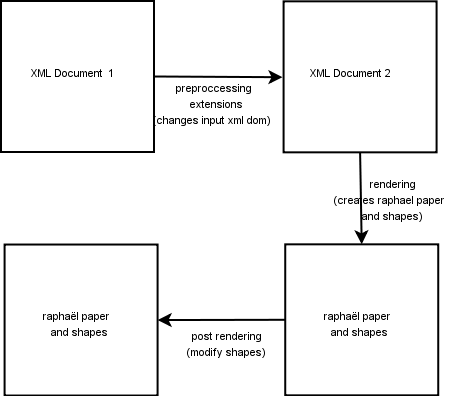 XML Document  1
XML Document 2
preproccessing
extensions
(changes input xml dom)
rendering
(creates raphael paper
and shapes)
raphaël paper
and shapes
raphaël paper
and shapes
post rendering
(modify shapes)